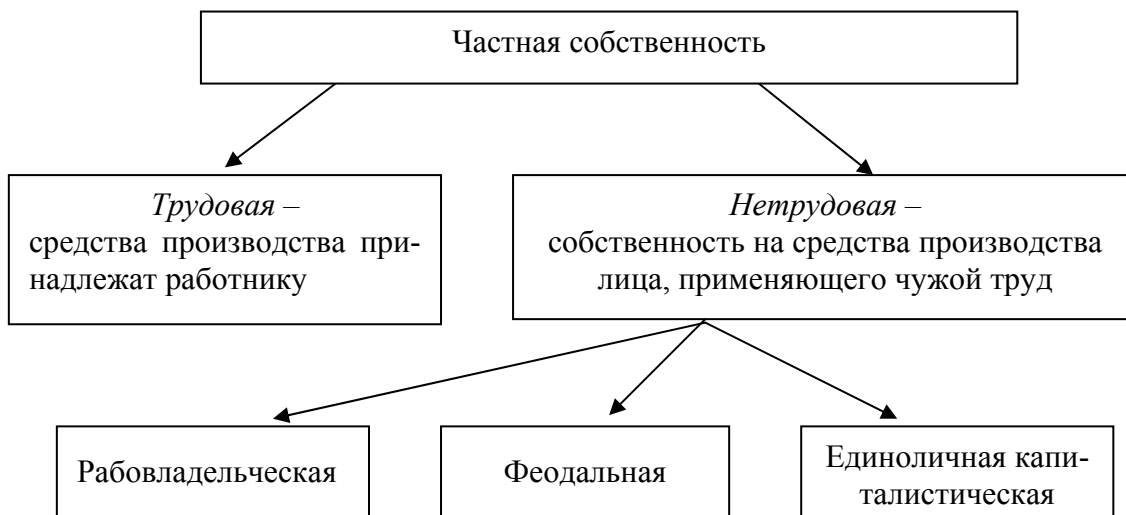 Частная собственность
Трудовая –
средства производства при-
надлежат работнику
Нетрудовая –
собственность на средства производства
лица, применяющего чужой труд
Рабовладельческая
Феодальная
Единоличная капи-
талистическая